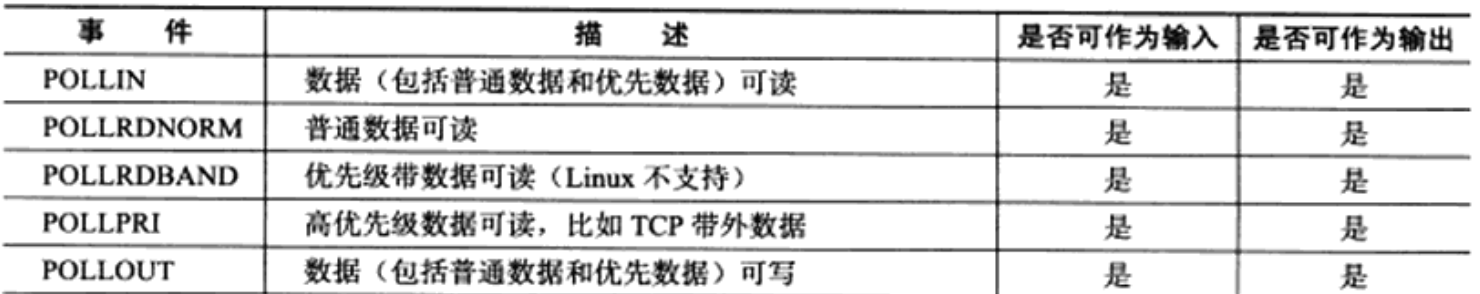 事 件 描 述 是否可作为输入 是否可作为输出
POLLIN 数据（包括普通数据和优先数据）可读 是 是
POLLRDNORM 普通数据可读 是 是
POLLRDBAND 优先级带数据可读（Linux 不支持） 是 是
POLLPRI 高优先级数据可读，比如 TCP 带外数据 是 是
POLLOUT 数据（包括普通数据和优先数据）可写 是 是